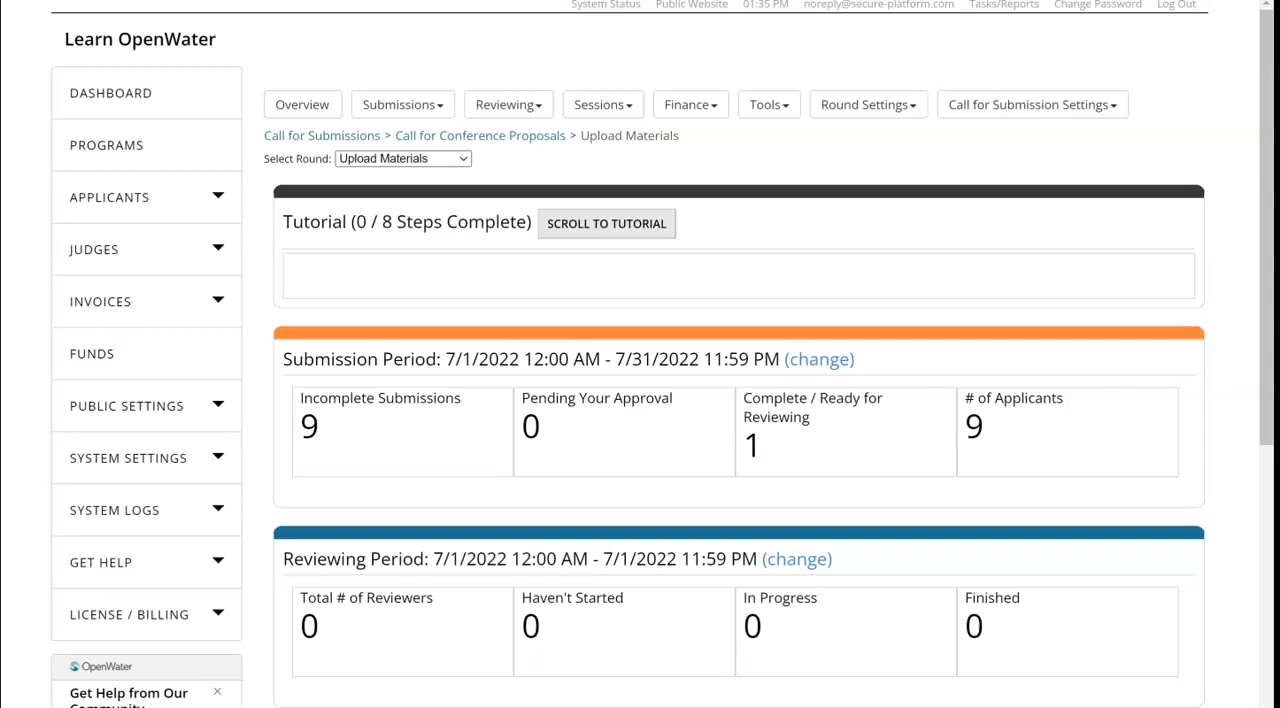 System Status Public Website 01:35 PM noreply@secure-platform.com Tasks/Reports Change Password Log Out
Learn OpenWater
DASHBOARD
PROGRAMS
APPLICANTS
JUDGES
INVOICES
FUNDS
PUBLIC SETTINGS
SYSTEM SETTINGS
SYSTEM LOGS
GET HELP
LICENSE / BILLING
OpenWater
Get Help from Our
Community
Overview Submissions Reviewing Sessions Finance Tools Round Settings Call for Submission Settings
Call for Submissions > Call for Conference Proposals > Upload Materials
Select Round: Upload Materials
Tutorial (0 / 8 Steps Complete) SCROLL TO TUTORIAL
Submission Period: 7/1/2022 12:00 AM - 7/31/2022 11:59 PM (change)
Incomplete Submissions
9
Pending Your Approval
0
Complete / Ready for
Reviewing
1
# of Applicants
9
Reviewing Period: 7/1/2022 12:00 AM - 7/1/2022 11:59 PM (change)
Total # of Reviewers
0
Haven't Started
0
In Progress
0
Finished
0